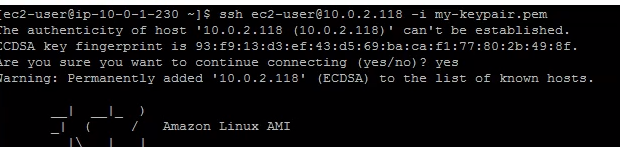 [ec2-user@ip-10-0-1-230 ~]$ ssh ec2-user@10.0.2.118 -i my-keypair.pem
The authenticity of host '10.0.2.118 (10.0.2.118)' can't be established.
ECDSA key fingerprint is 93:f9:13:d3:ef:43:d5:69:ba:ca:f1:77:80:2b:49:8f.
Are you sure you want to continue connecting (yes/no)? yes
Warning: Permanently added '10.0.2.118' (ECDSA) to the list of known hosts.
__|  __|_  )
_|  (     /   Amazon Linux AMI